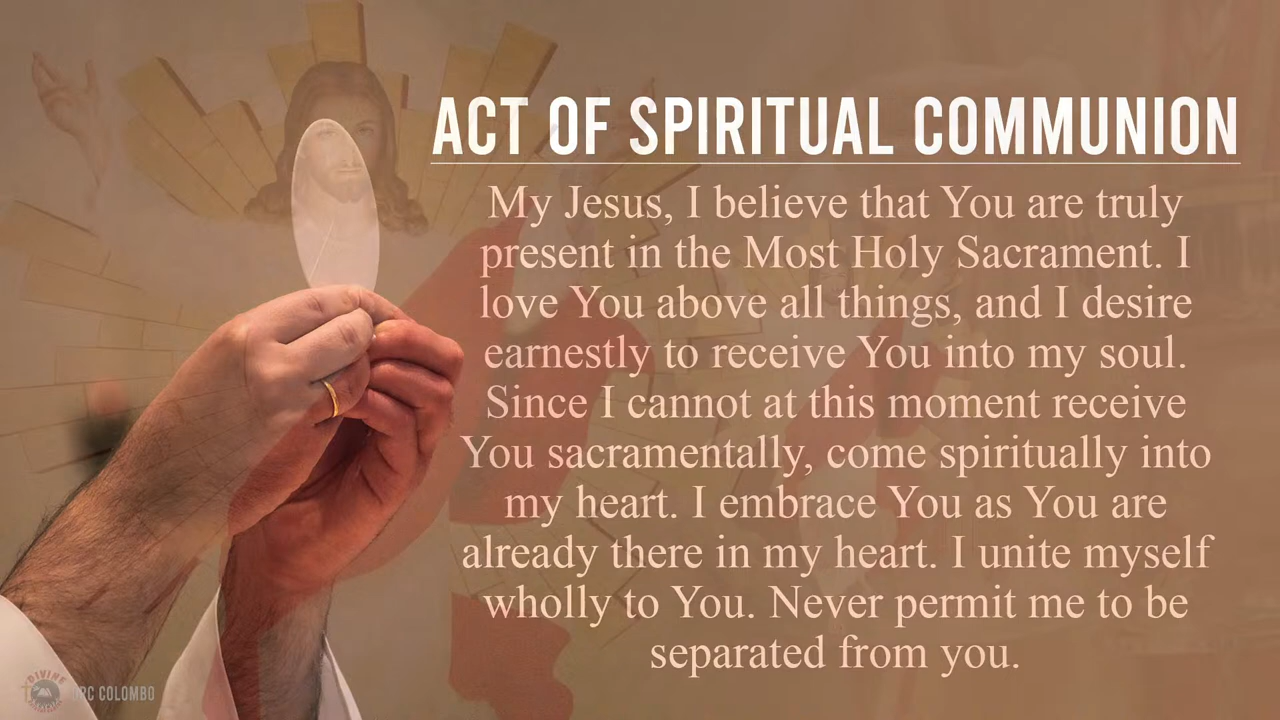 ACT OF SPIRITUAL COMMUNION
My Jesus, I believe that You are truly
present in the Most Holy Sacrament. I
love You above all things, and I desire
earnestly to receive You into my soul.
Since I cannot at this moment receive
You sacramentally, come spiritually into
my heart. I embrace You as You are
already there in my heart. I unite myself
wholly to You. Never permit me to be
separated from you.
DIVINE
COLOMBO